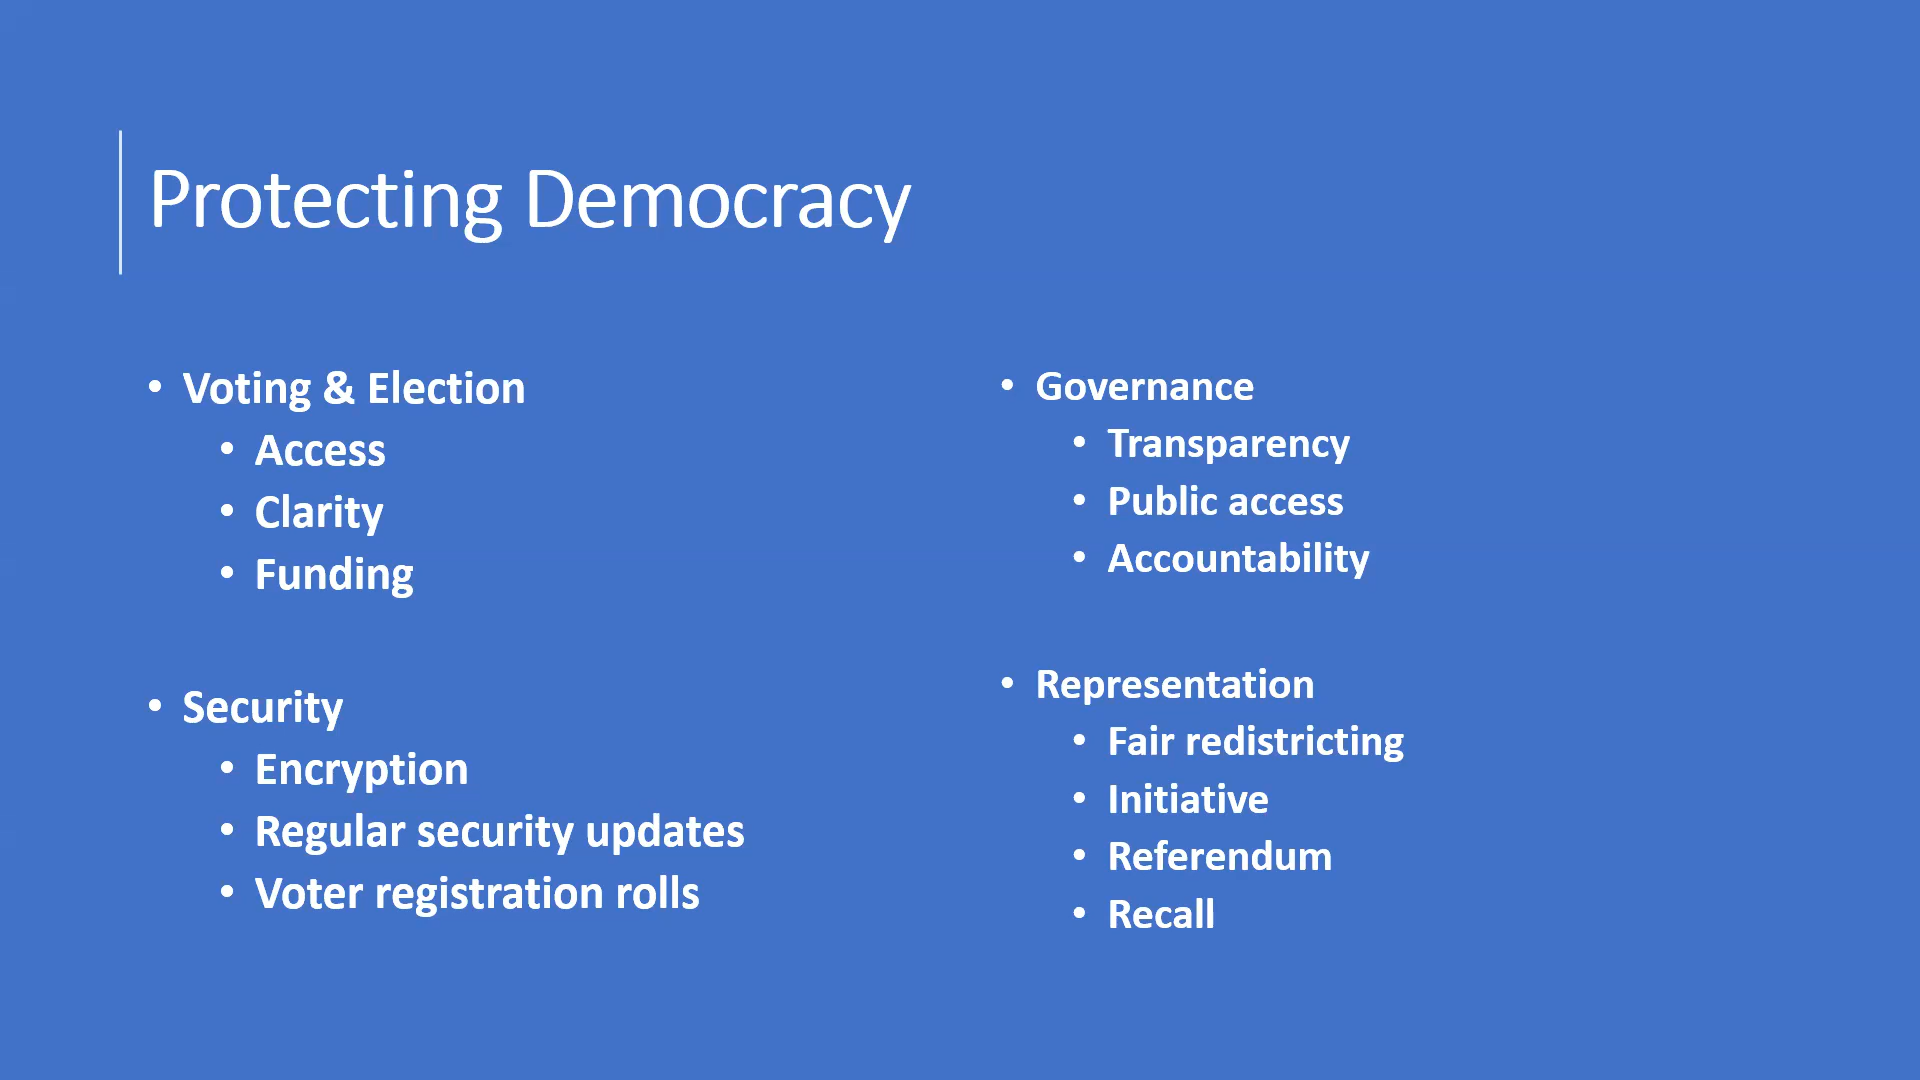 Protecting Democracy
• Voting & Election
• Access
• Clarity
• Funding
• Security
• Encryption
• Regular security updates
• Voter registration rolls
• Governance
• Transparency
• Public access
• Accountability
• Representation
• Fair redistricting
• Initiative
• Referendum
• Recall